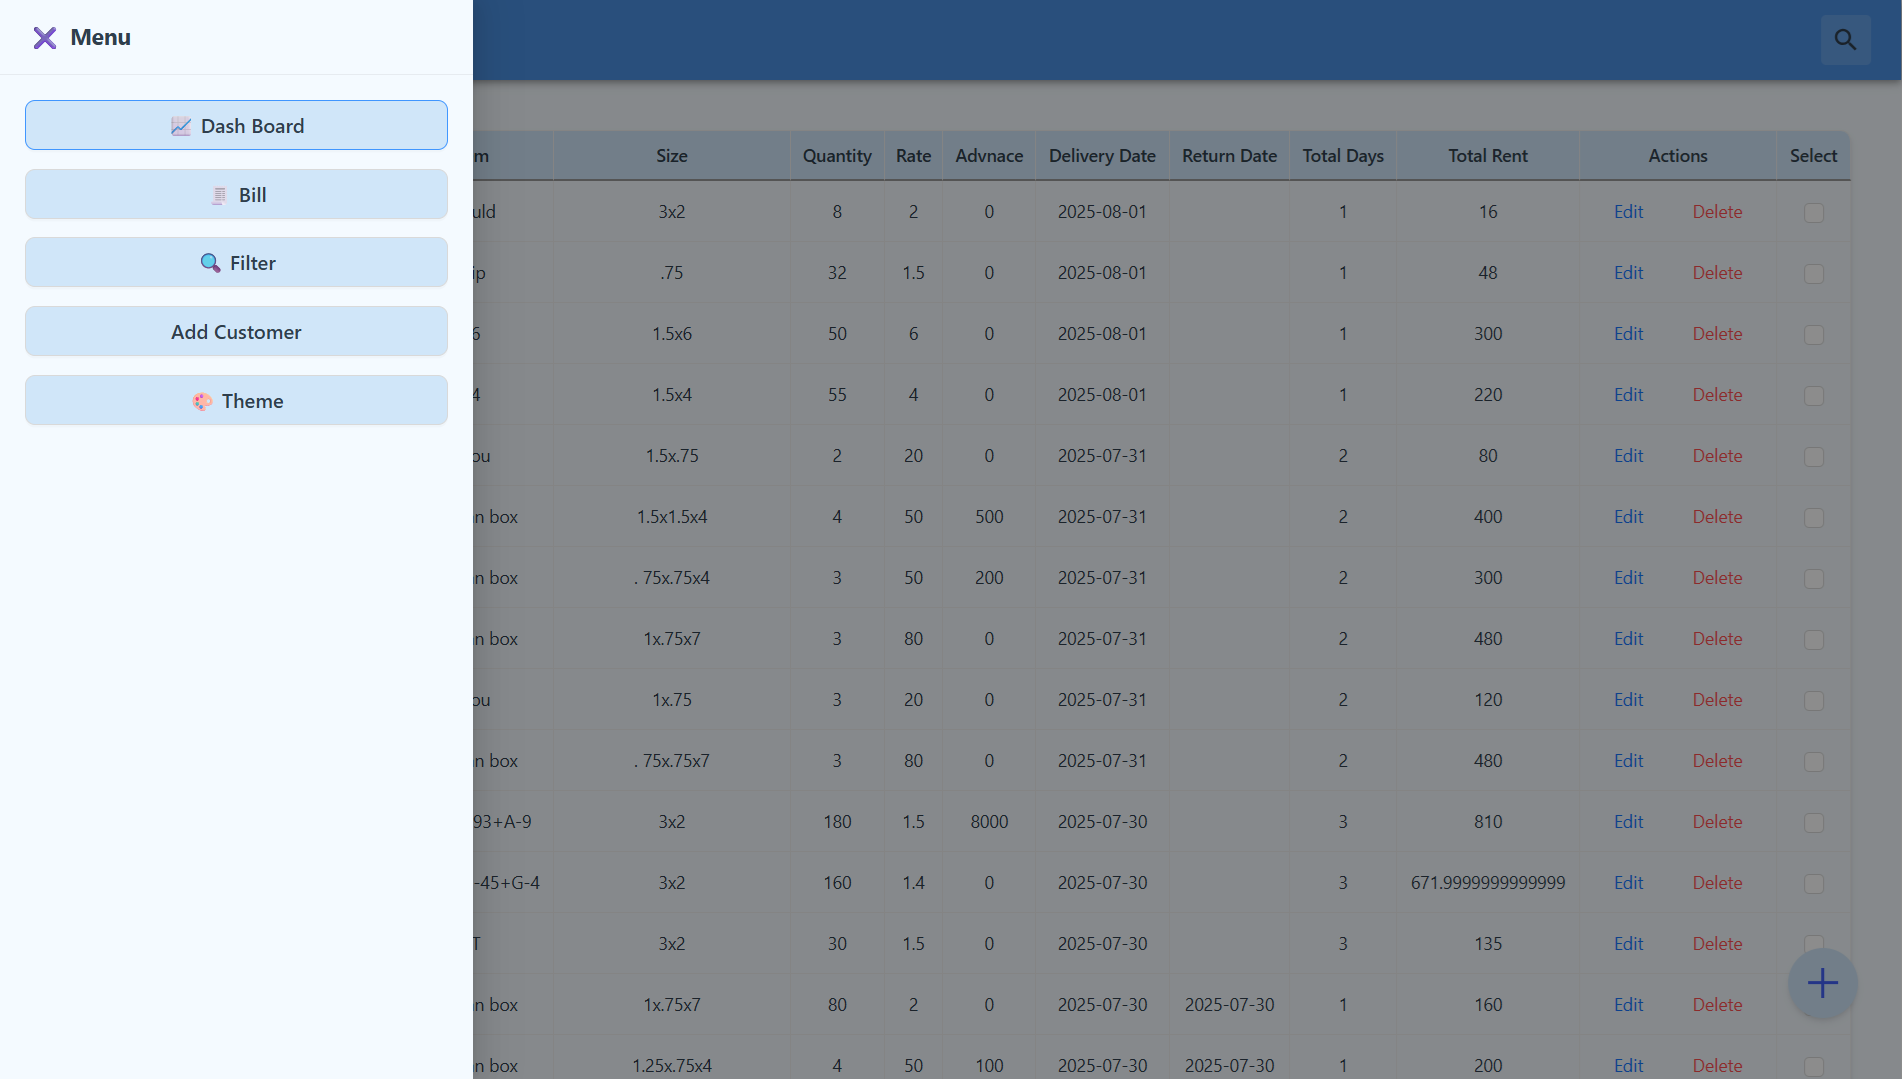 Menu
Dash Board
Bill
Filter
Add Customer
Theme
Size Quantity Rate Advnace Delivery Date Return Date Total Days Total Rent Actions Select
3x2 8 2 0 2025-08-01 1 16 Edit Delete
.75 32 1.5 0 2025-08-01 1 48 Edit Delete
6 1.5x6 50 6 0 2025-08-01 1 300 Edit Delete
4 1.5x4 55 4 0 2025-08-01 1 220 Edit Delete
1.5x.75 2 20 0 2025-07-31 2 80 Edit Delete
box 1.5x1.5x4 4 50 500 2025-07-31 2 400 Edit Delete
box . 75x.75x4 3 50 200 2025-07-31 2 300 Edit Delete
box 1x.75x7 3 80 0 2025-07-31 2 480 Edit Delete
1x.75 3 20 0 2025-07-31 2 120 Edit Delete
box . 75x.75x7 3 80 0 2025-07-31 2 480 Edit Delete
93+A-9 3x2 180 1.5 8000 2025-07-30 3 810 Edit Delete
-45+G-4 3x2 160 1.4 0 2025-07-30 3 671.9999999999999 Edit Delete
T 3x2 30 1.5 0 2025-07-30 3 135 Edit Delete
box 1x.75x7 80 2 0 2025-07-30 2025-07-30 1 160 Edit Delete
box 1.25x.75x4 4 50 100 2025-07-30 2025-07-30 1 200 Edit Delete